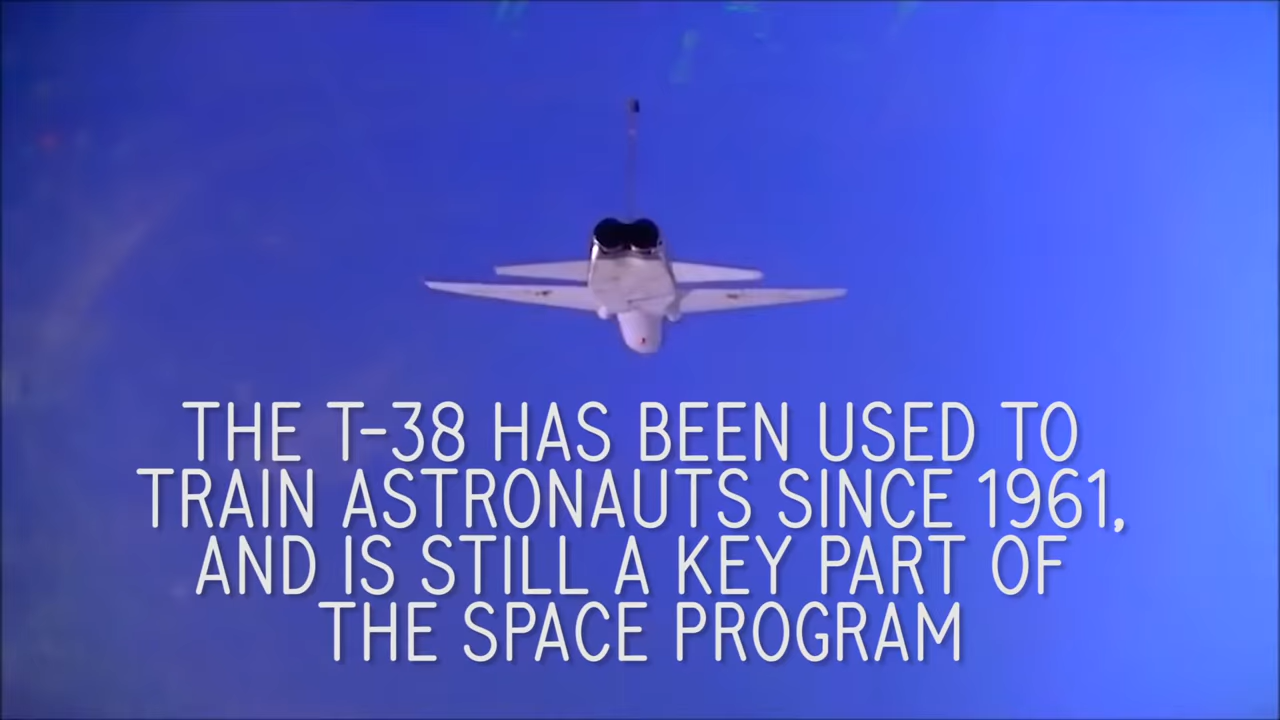 THE T-38 HAS BEEN USED TO
TRAIN ASTRONAUTS SINCE 1961,
AND IS STILL A KEY PART OF
THE SPACE PROGRAM